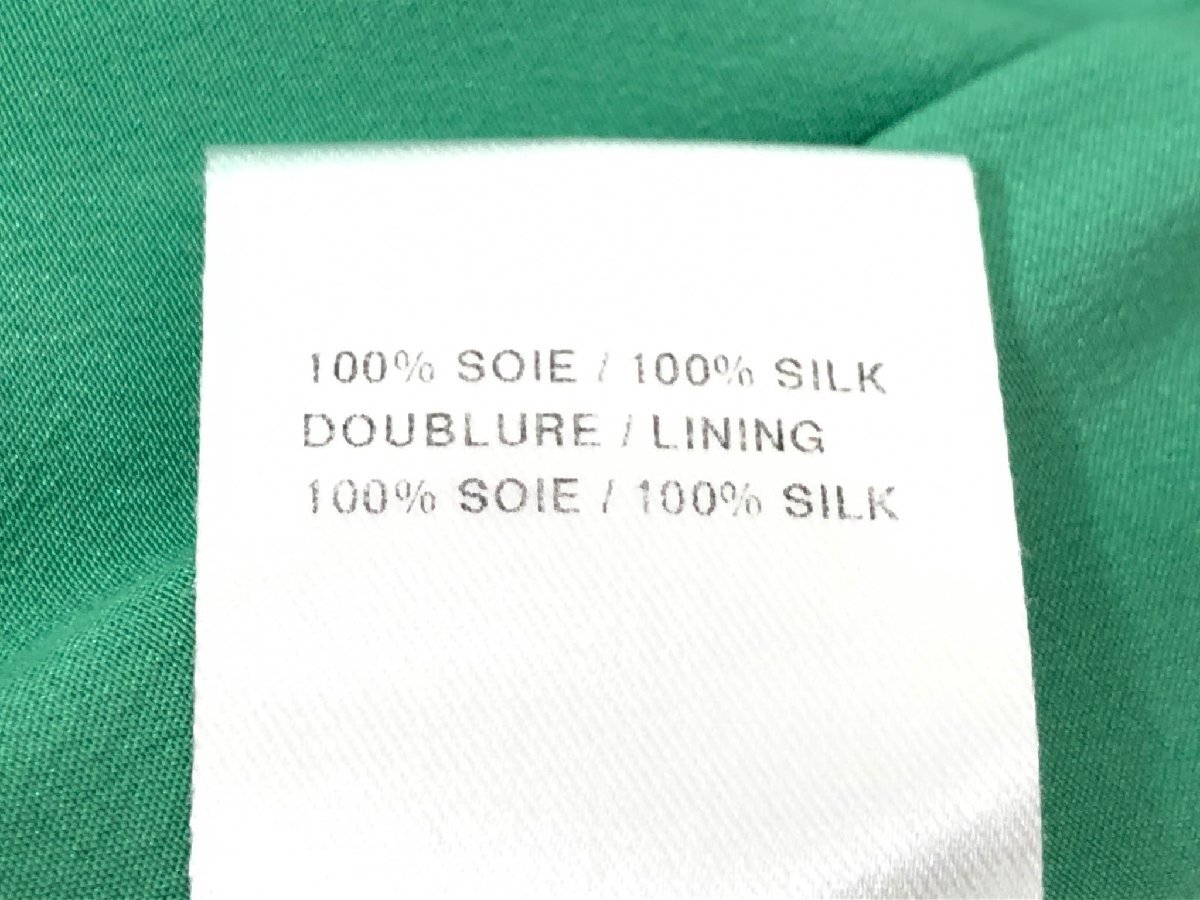 100% SOIE / 100% SILK
DOUBLURE / LINING
100% SOIE / 100% SILK